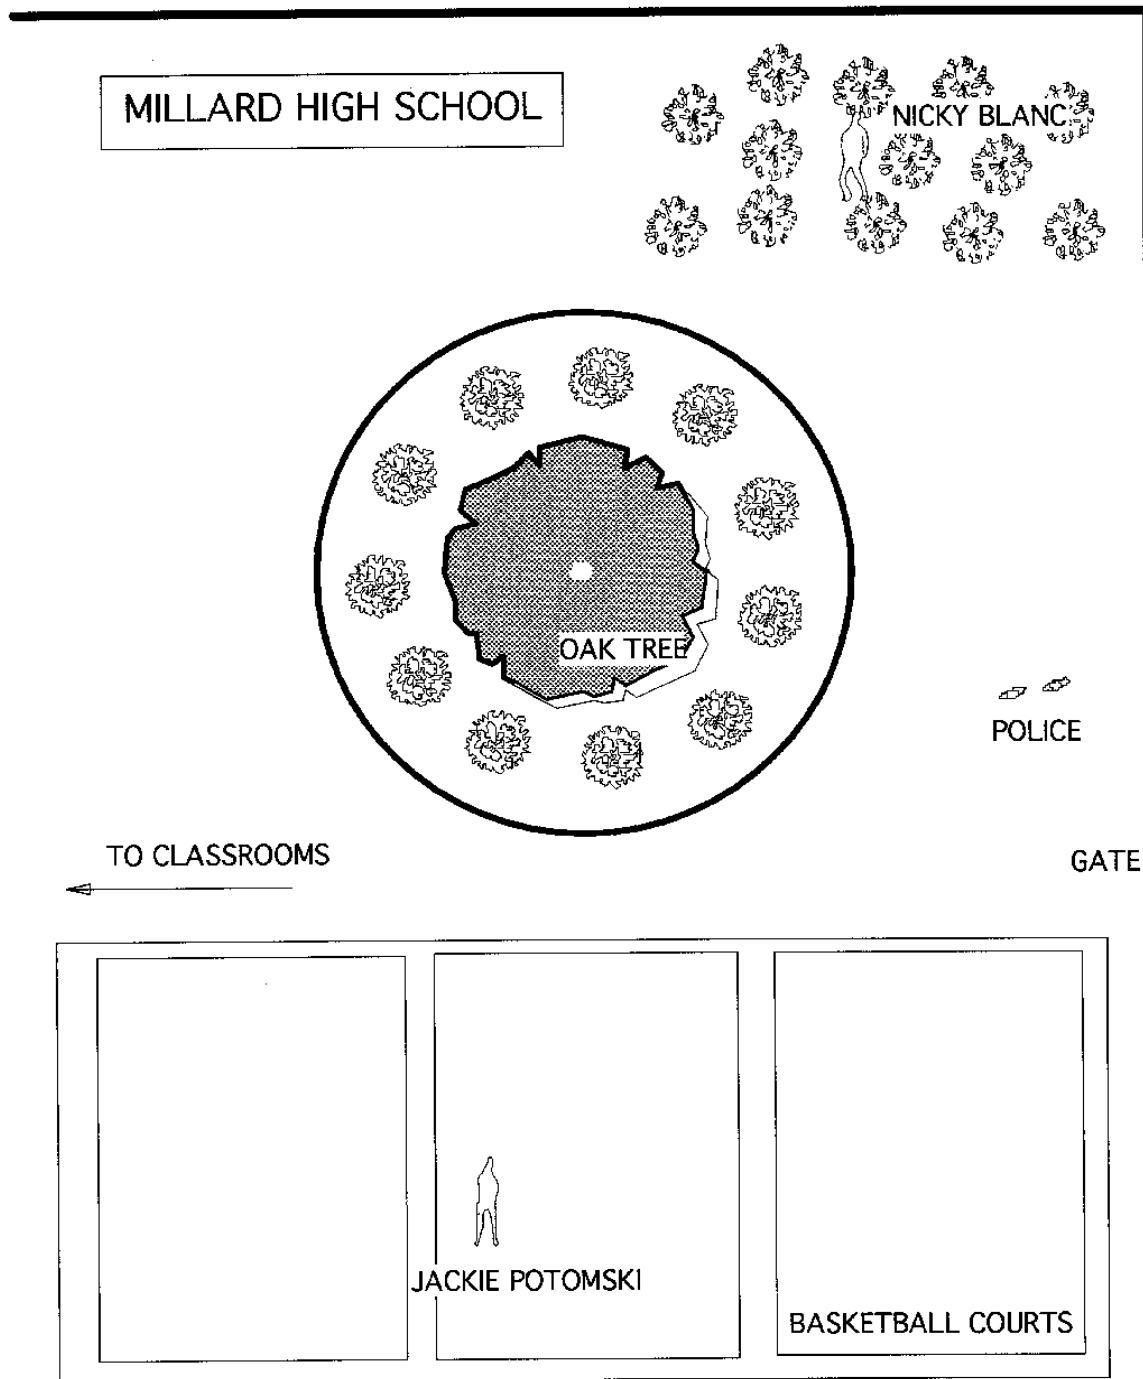 MILLARD HIGH SCHOOL
NICKY BLANC
OAK TREE
POLICE
TO CLASSROOMS
GATE
JACKIE POTOMSKI
BASKETBALL COURTS